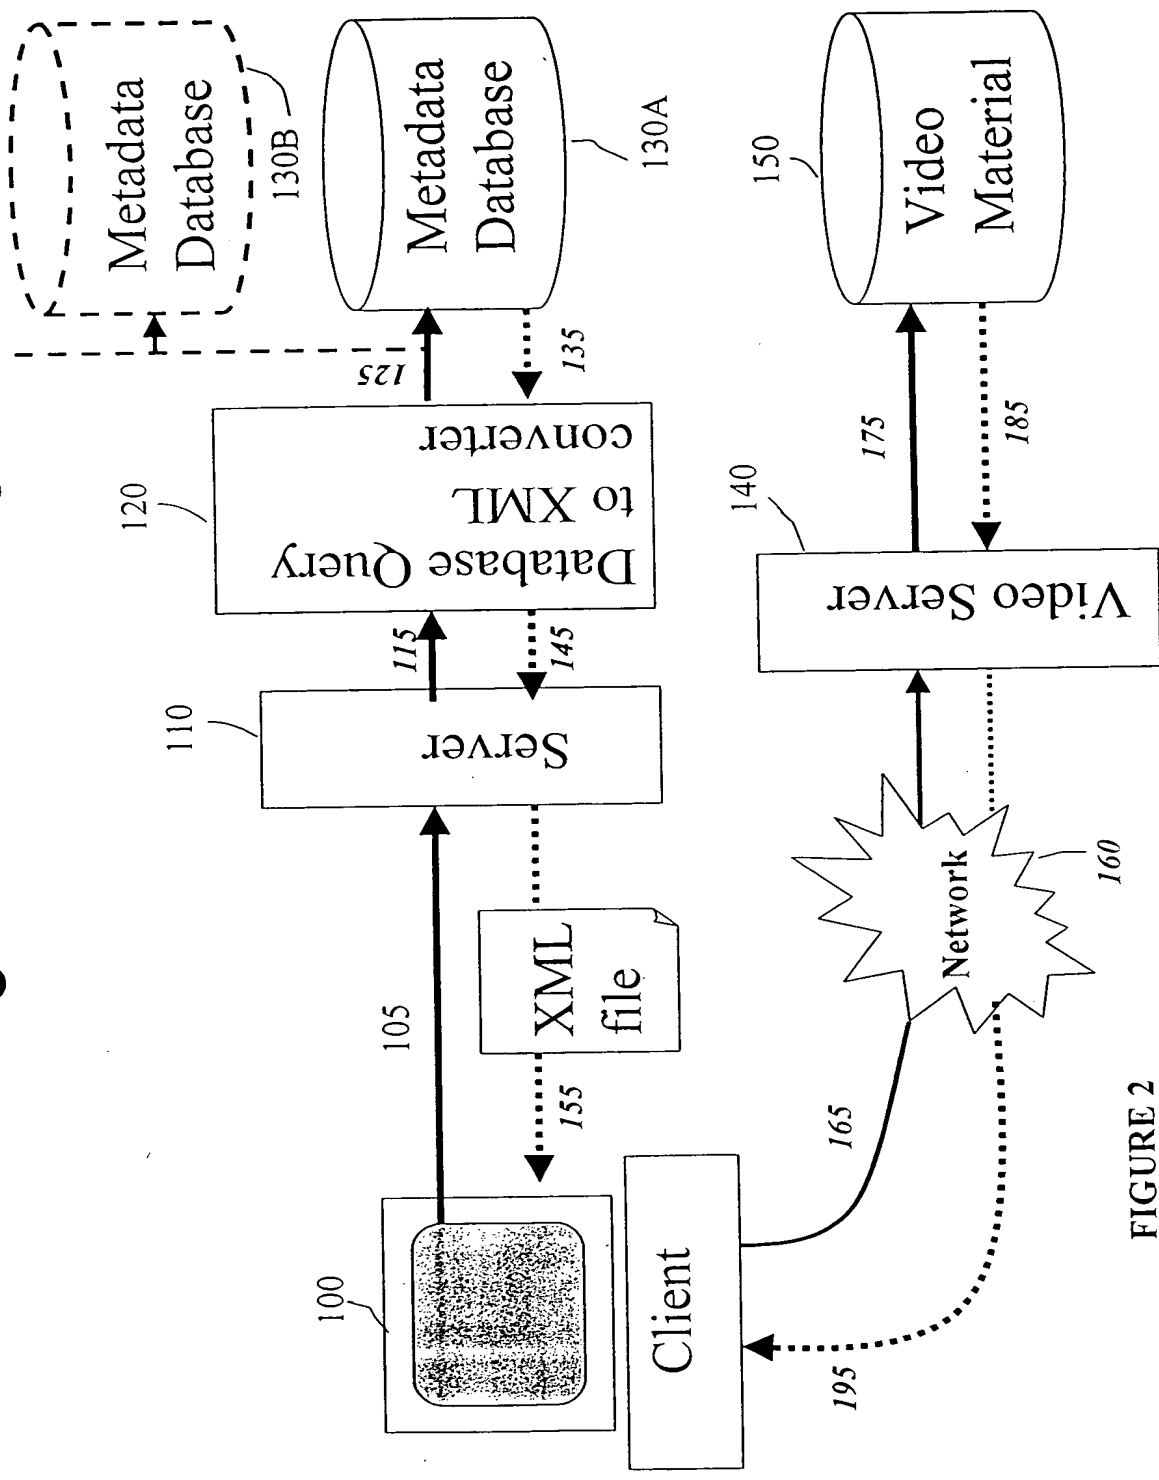 100
Client
105
XML
file
155
110
Server
115
145
120
Database Query
to XML
converter
125
135
Metadata
Database
130B
Metadata
Database
130A
165
195
Network
160
140
Video Server
175
185
150
Video
Material
FIGURE 2